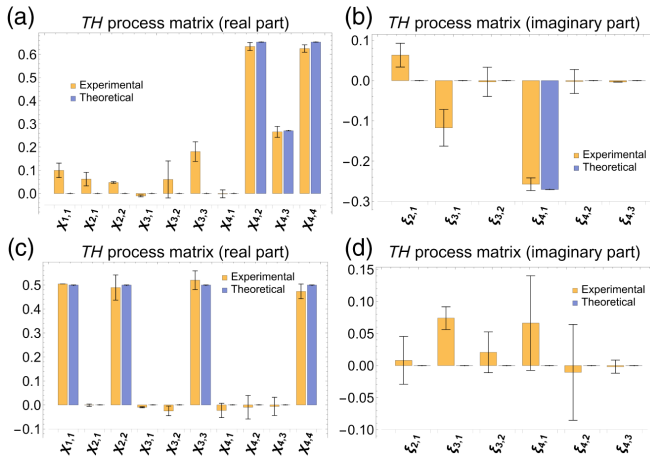 (a)
TH process matrix (real part)
0.6
0.5
0.4
0.3
0.2
0.1
0.0
Experimental
Theoretical
χ1,1 χ2,1 χ2,2 χ3,1 χ3,2 χ3,3 χ4,1 χ4,2 χ4,3 χ4,4
(b)
TH process matrix (imaginary part)
0.1
0.0
−0.1
−0.2
−0.3
Experimental
Theoretical
ξ2,1 ξ3,1 ξ3,2 ξ4,1 ξ4,2 ξ4,3
(c)
TH process matrix (real part)
0.5
0.4
0.3
0.2
0.1
0.0
−0.1
Experimental
Theoretical
χ1,1 χ2,1 χ2,2 χ3,1 χ3,2 χ3,3 χ4,1 χ4,2 χ4,3 χ4,4
(d)
TH process matrix (imaginary part)
0.15
0.10
0.05
0.00
−0.05
−0.10
Experimental
Theoretical
ξ2,1 ξ3,1 ξ3,2 ξ4,1 ξ4,2 ξ4,3